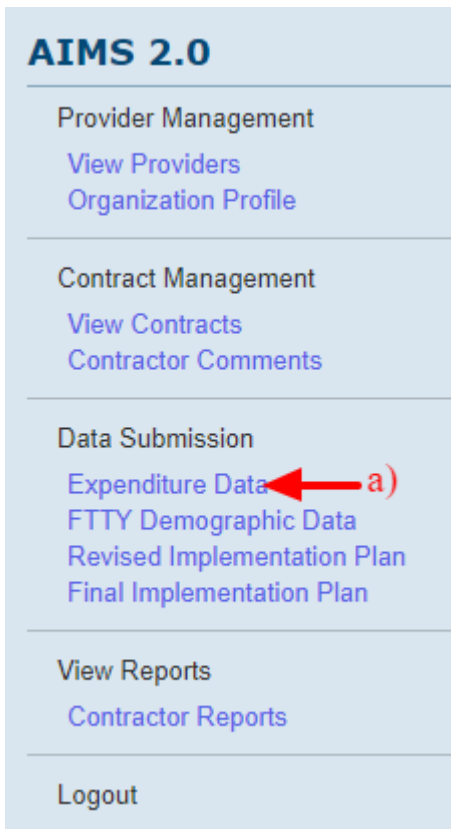 AIMS 2.0
Provider Management
View Providers
Organization Profile
Contract Management
View Contracts
Contractor Comments
Data Submission
Expenditure Data a)
FTTY Demographic Data
Revised Implementation Plan
Final Implementation Plan
View Reports
Contractor Reports
Logout